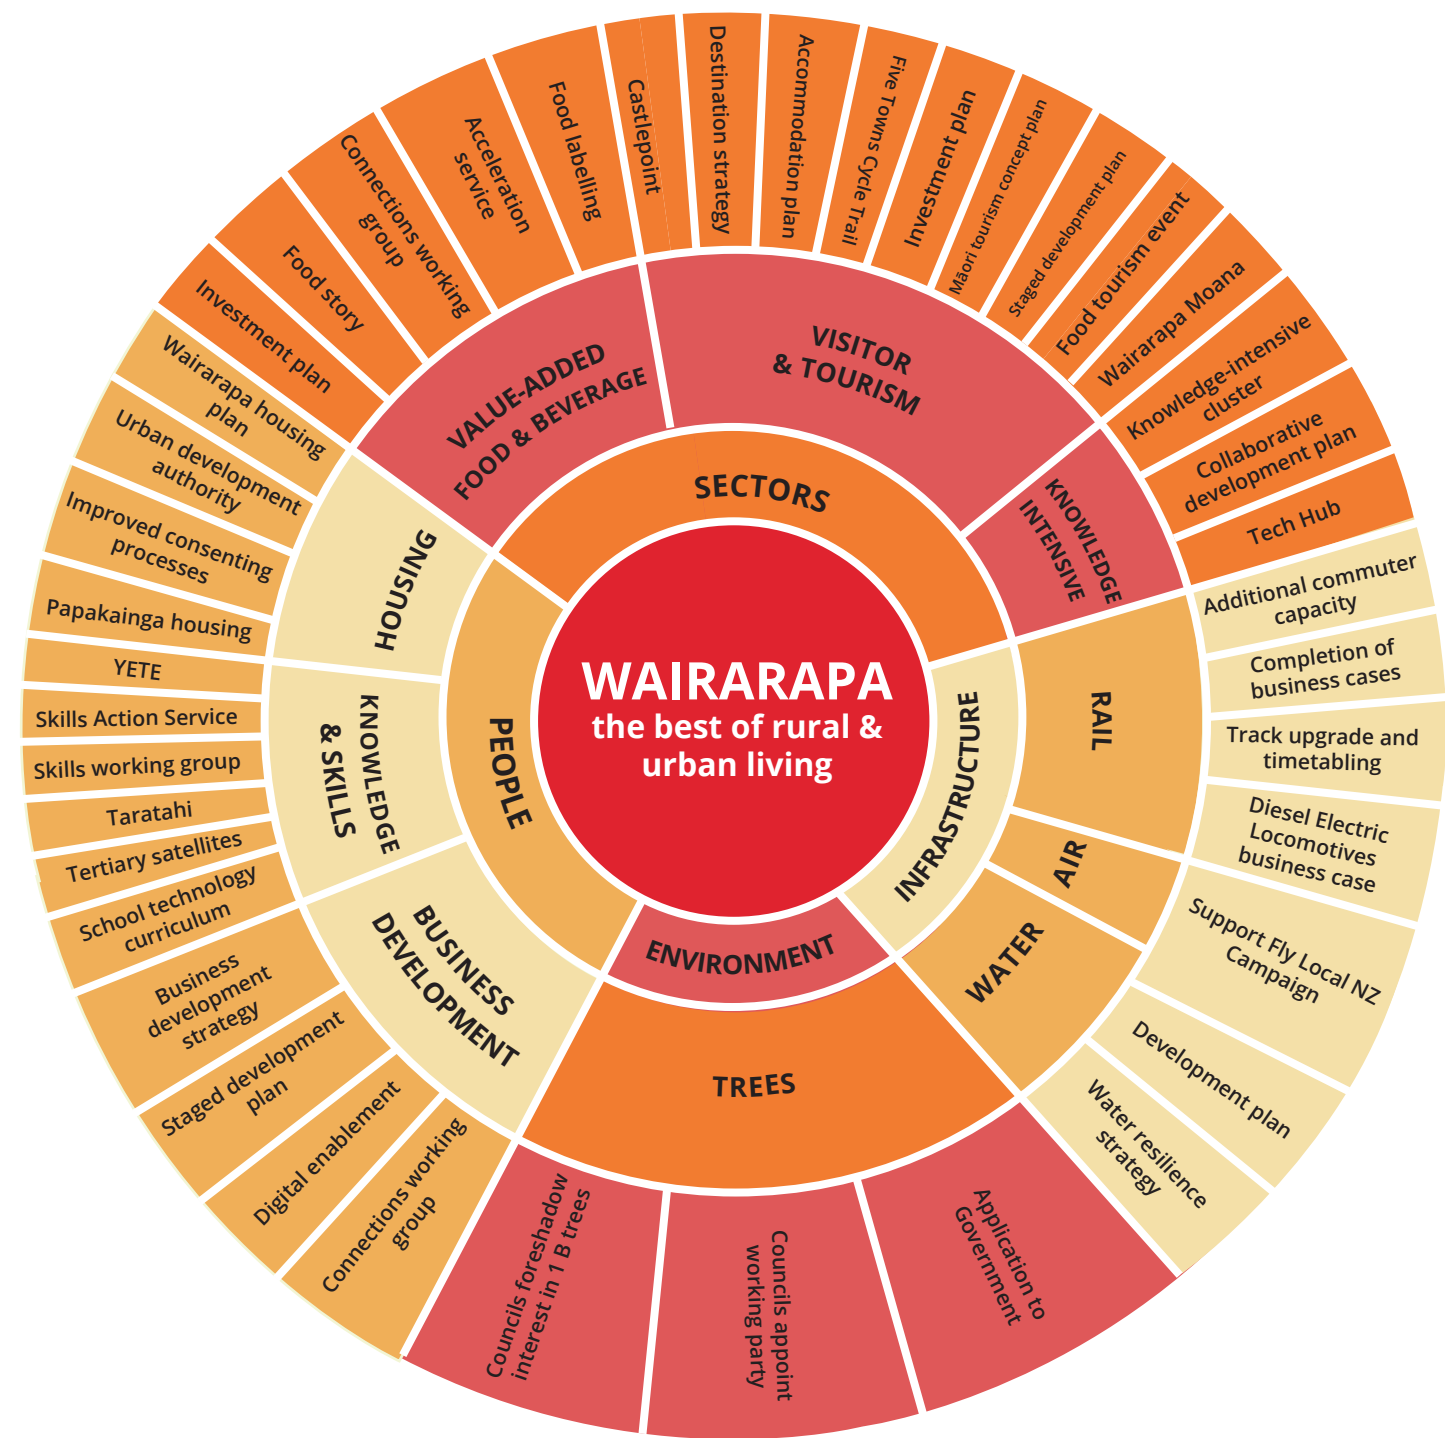 WAIRARAPA
the best of rural &
urban living
SECTORS
VALUE-ADDED
FOOD & BEVERAGE
Investment plan
Food story
Connections working
group
Acceleration
service
Food labelling
VISITOR
& TOURISM
Castlepoint
Destination strategy
Accommodation plan
Five Towns Cycle Trail
Investment plan
Māori tourism concept plan
Staged development plan
Food tourism event
Wairarapa Moana
KNOWLEDGE
INTENSIVE
Knowledge-intensive
cluster
Collaborative
development plan
Tech Hub
INFRASTRUCTURE
RAIL
Additional commuter
capacity
Completion of
business cases
Track upgrade and
timetabling
Diesel Electric
Locomotives
business case
AIR
Support Fly Local NZ
Campaign
WATER
Development plan
Water resilience
strategy
ENVIRONMENT
TREES
Application to
Government
Councils appoint
working party
Councils foreshadow
interest in 1 B trees
PEOPLE
BUSINESS
DEVELOPMENT
Connections working
group
Digital enablement
Staged development
plan
Business
development
strategy
KNOWLEDGE
& SKILLS
School technology
curriculum
Tertiary satellites
Taratahi
Skills working group
Skills Action Service
YETE
HOUSING
Papakainga housing
Improved consenting
processes
Urban development
authority
Wairarapa housing
plan